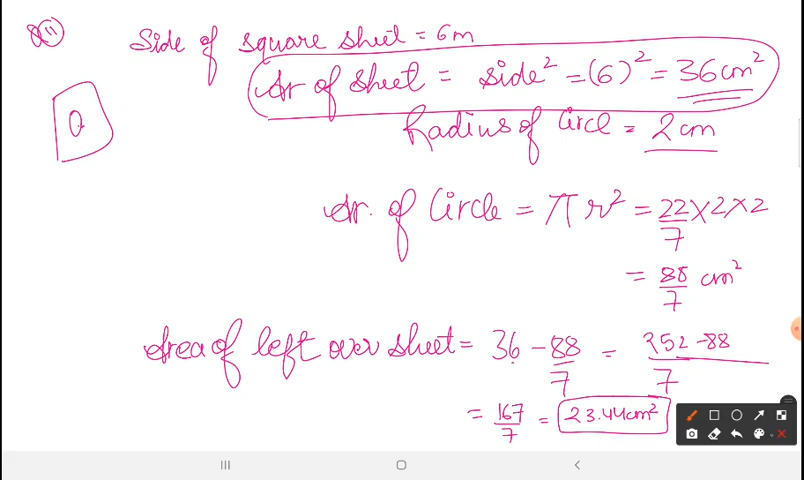 Q 11
Side of square sheet = 6m
Ar of sheet = side² = (6)² = 36cm²
Radius of Circl = 2cm
Ar. of Circle = πr² = 22/7 × 2 × 2
= 88/7 cm²
Area of left over sheet = 36 - 88/7 = 252-88/7
= 167/7 = 23.44cm²